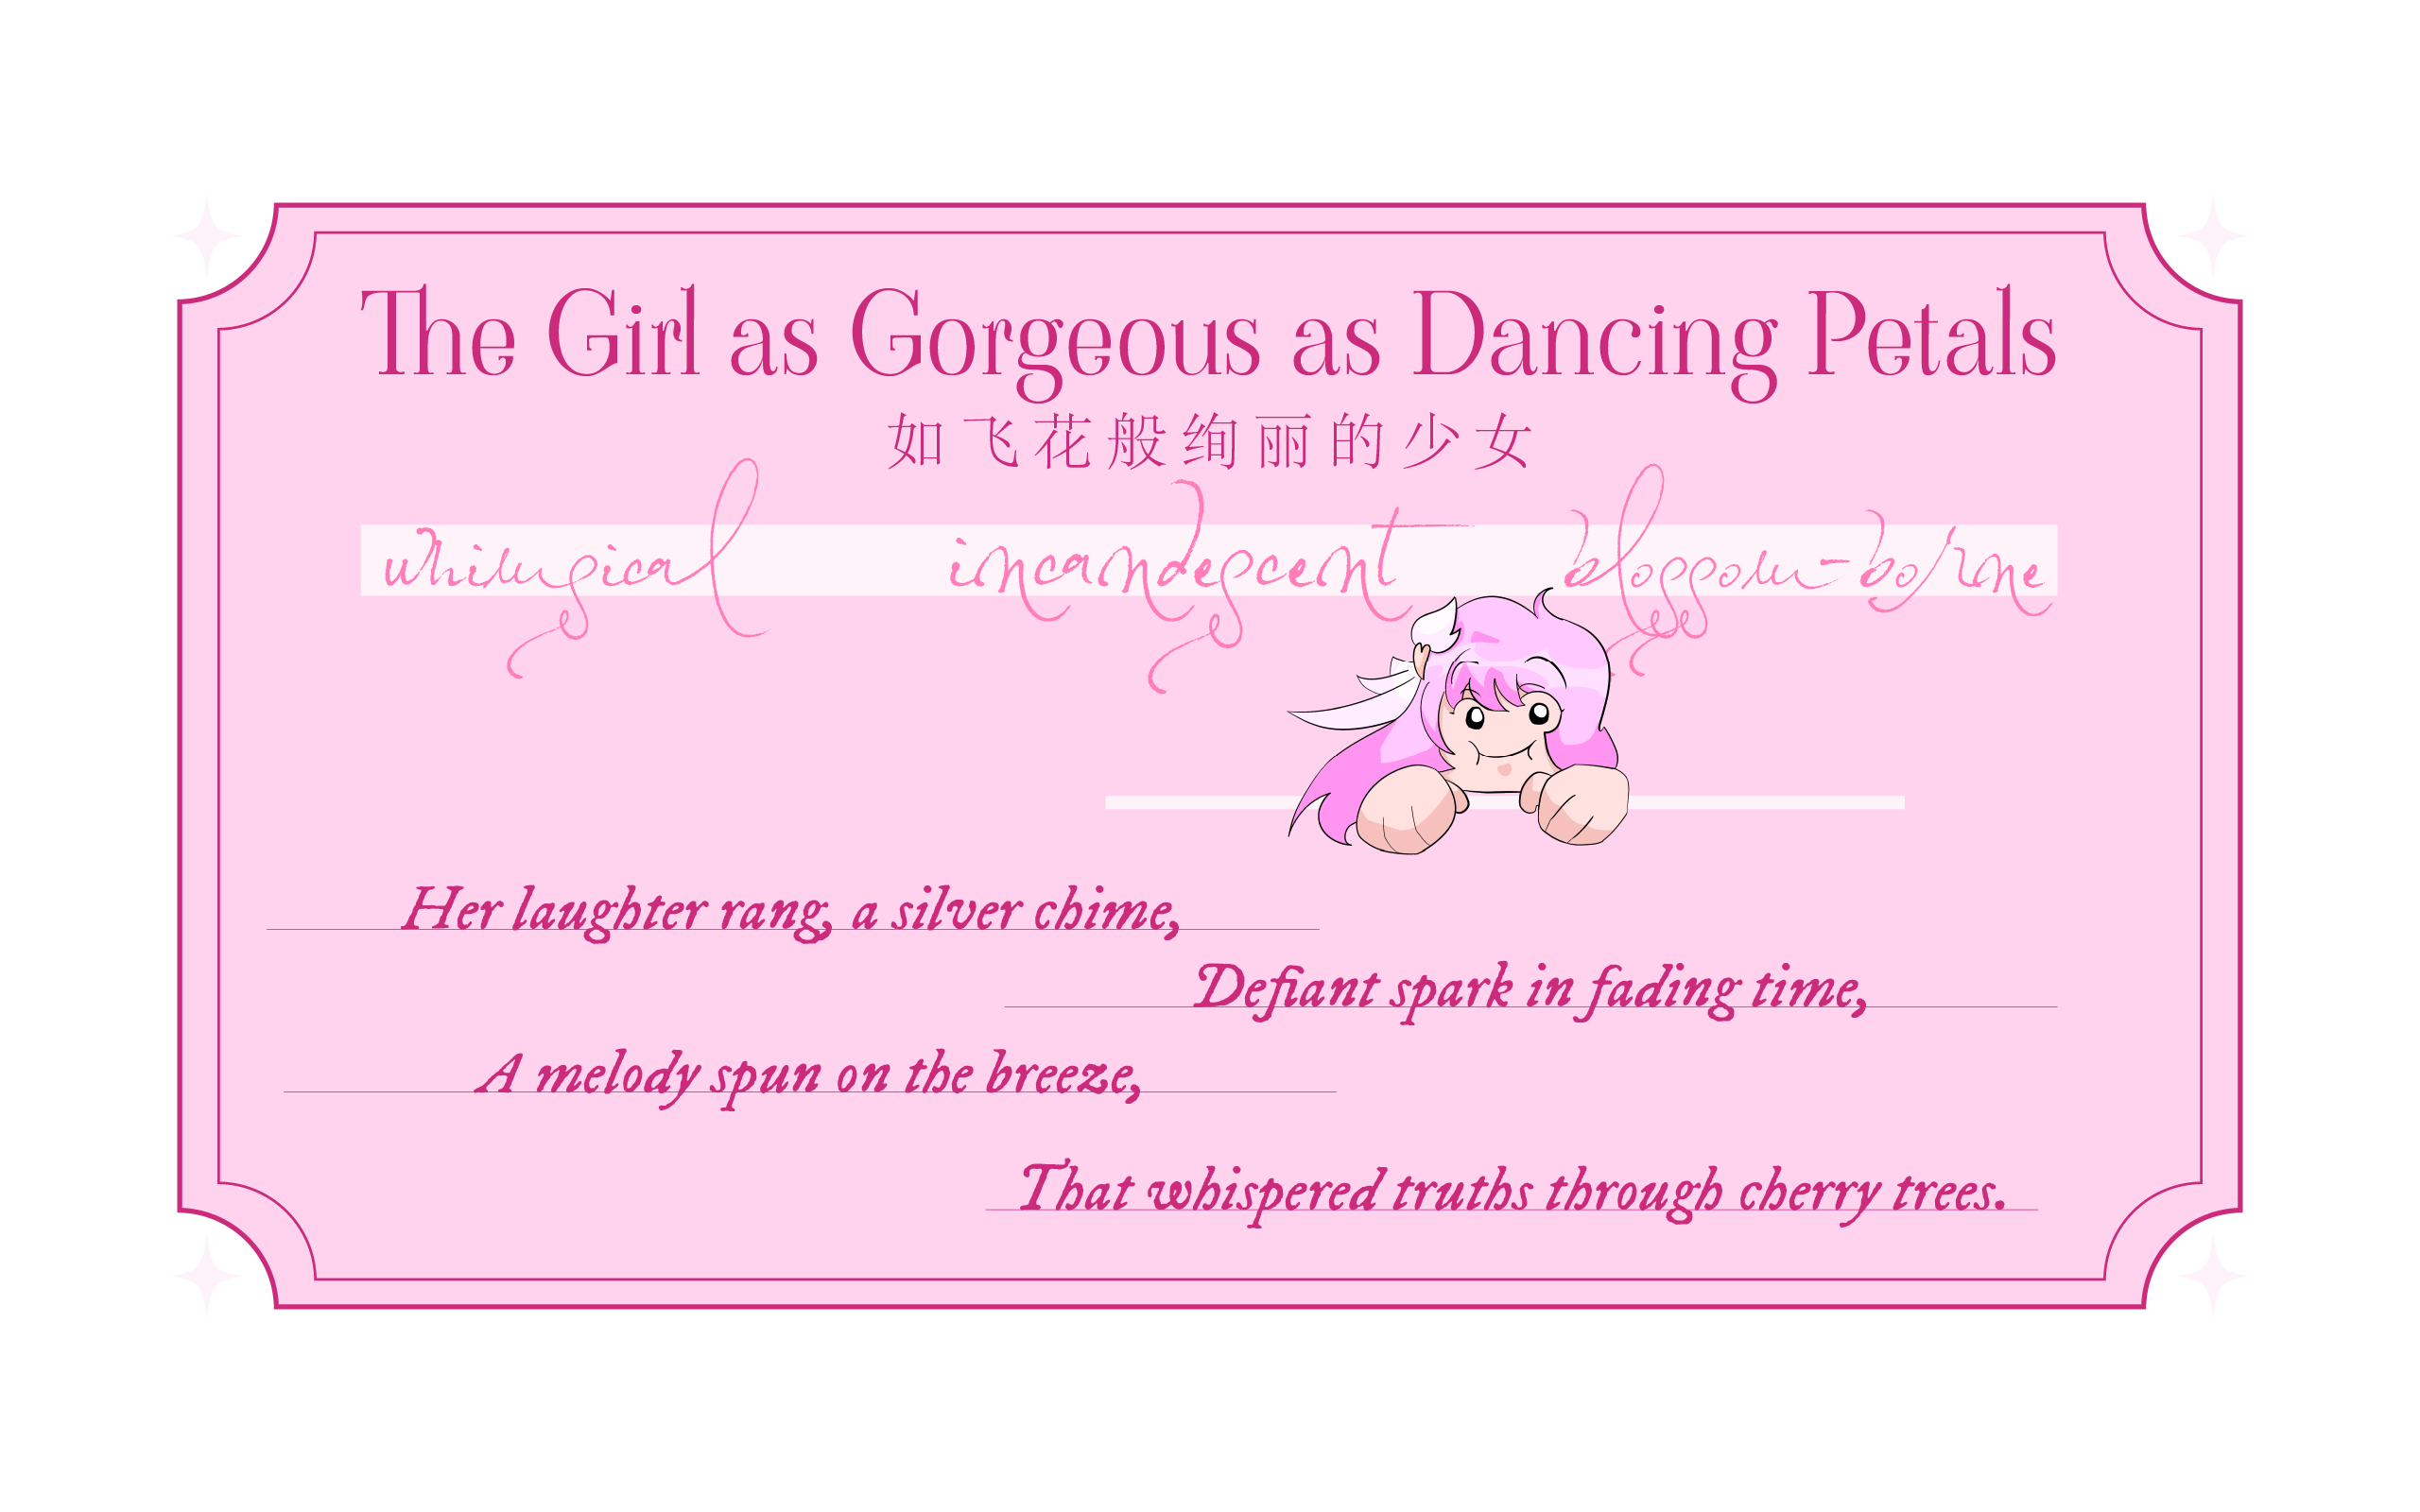 The Girl as Gorgeous as Dancing Petals
如飞花般绚丽的少女
whimsical incandescent blossom-borne
Her laughter rang, a silver chime,
Defiant spark in fading time,
A melody spun on the breeze,
That whispered truths through cherry trees.